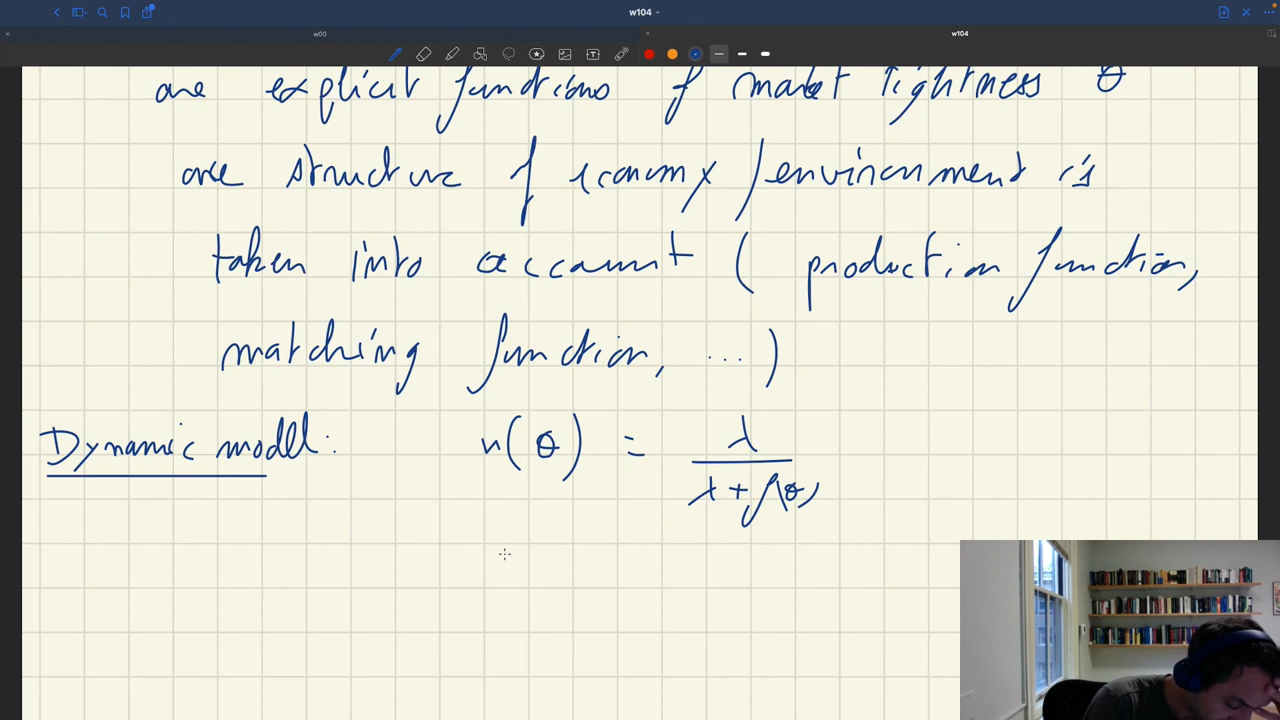 w104
w00
w104
are explicit functions of market tightness θ
are structure of economy/environment is
taken into account (production function,
matching function, ...)
Dynamic model: u(θ) = λ / (λ + f(θ))